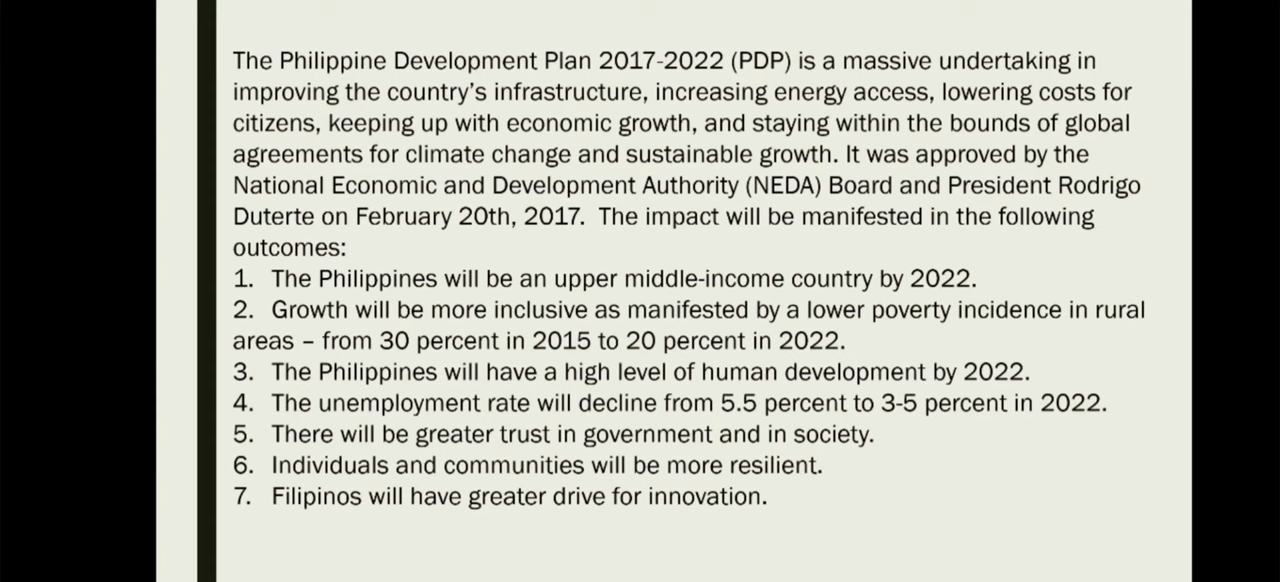 The Philippine Development Plan 2017-2022 (PDP) is a massive undertaking in
improving the country's infrastructure, increasing energy access, lowering costs for
citizens, keeping up with economic growth, and staying within the bounds of global
agreements for climate change and sustainable growth. It was approved by the
National Economic and Development Authority (NEDA) Board and President Rodrigo
Duterte on February 20th, 2017.  The impact will be manifested in the following
outcomes:
1.  The Philippines will be an upper middle-income country by 2022.
2.  Growth will be more inclusive as manifested by a lower poverty incidence in rural
areas – from 30 percent in 2015 to 20 percent in 2022.
3.  The Philippines will have a high level of human development by 2022.
4.  The unemployment rate will decline from 5.5 percent to 3-5 percent in 2022.
5.  There will be greater trust in government and in society.
6.  Individuals and communities will be more resilient.
7.  Filipinos will have greater drive for innovation.